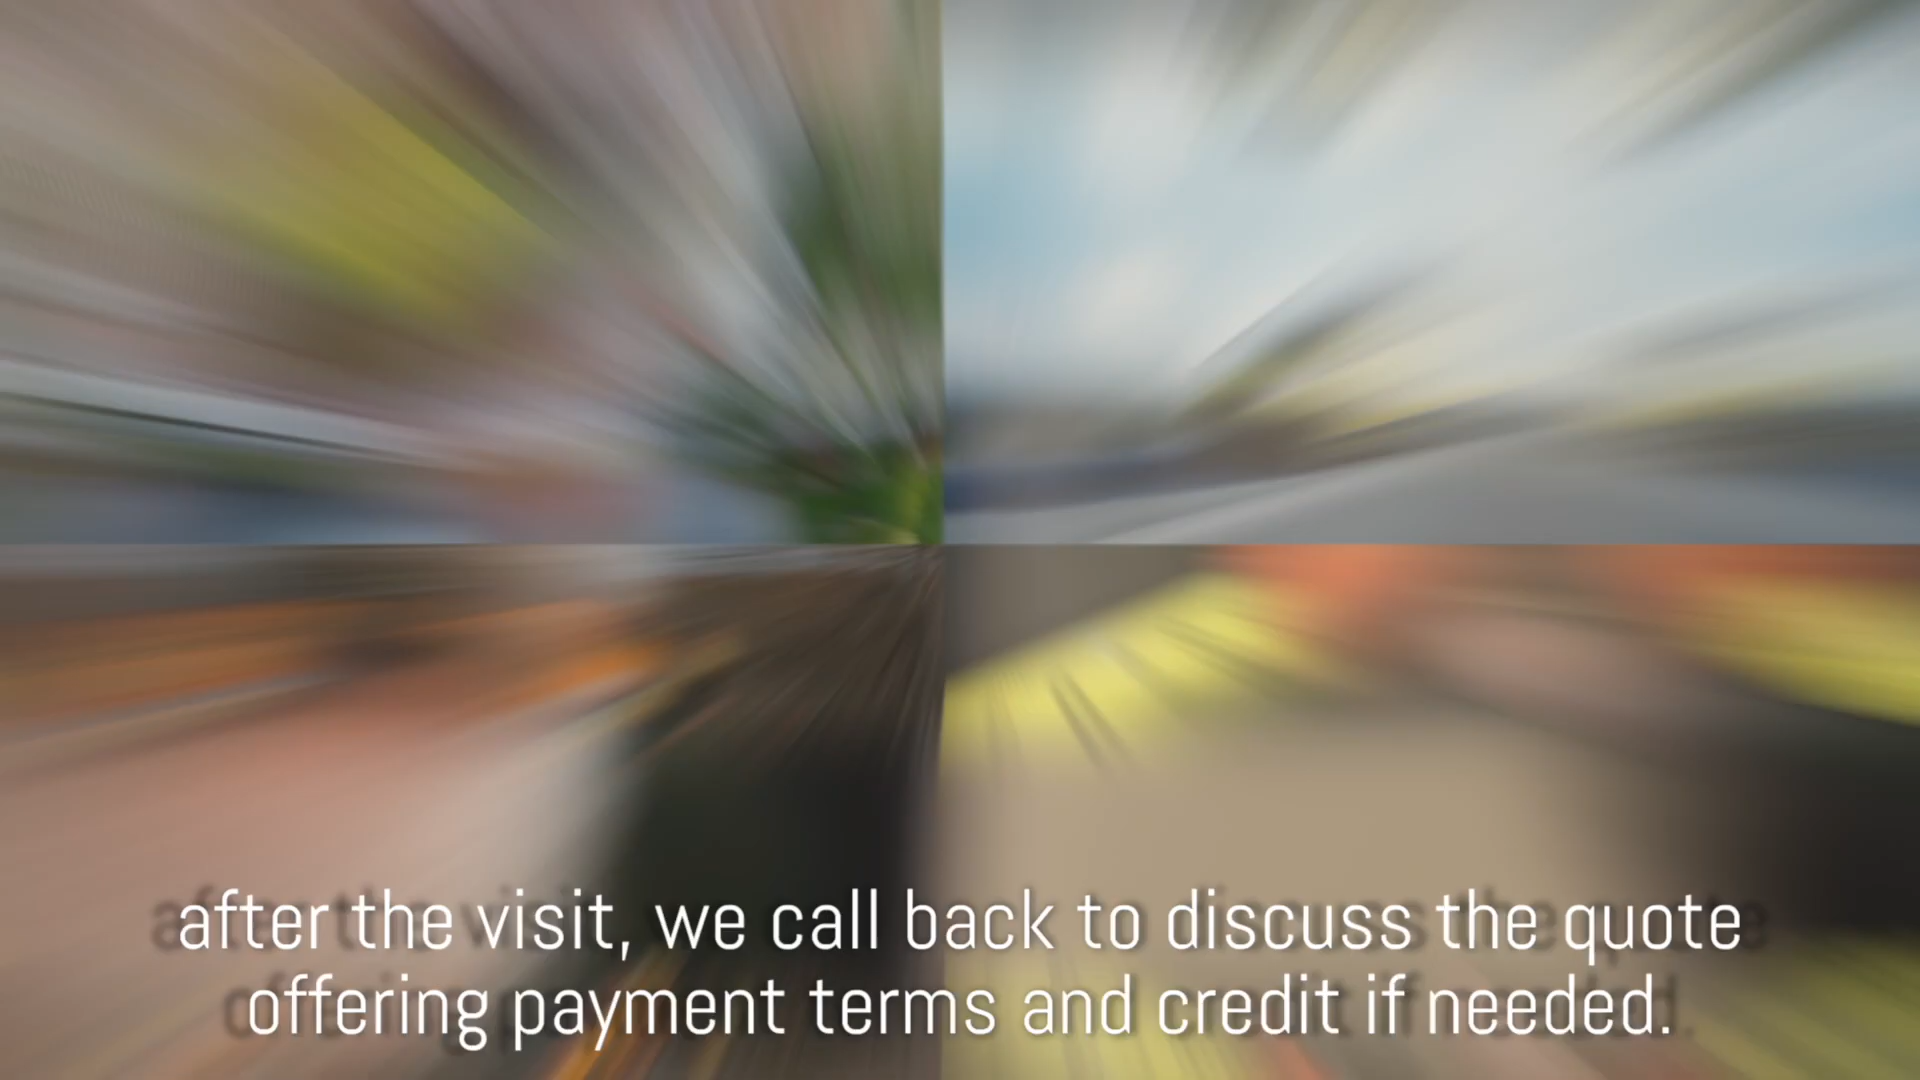 after the visit, we call back to discuss the quote
offering payment terms and credit if needed.